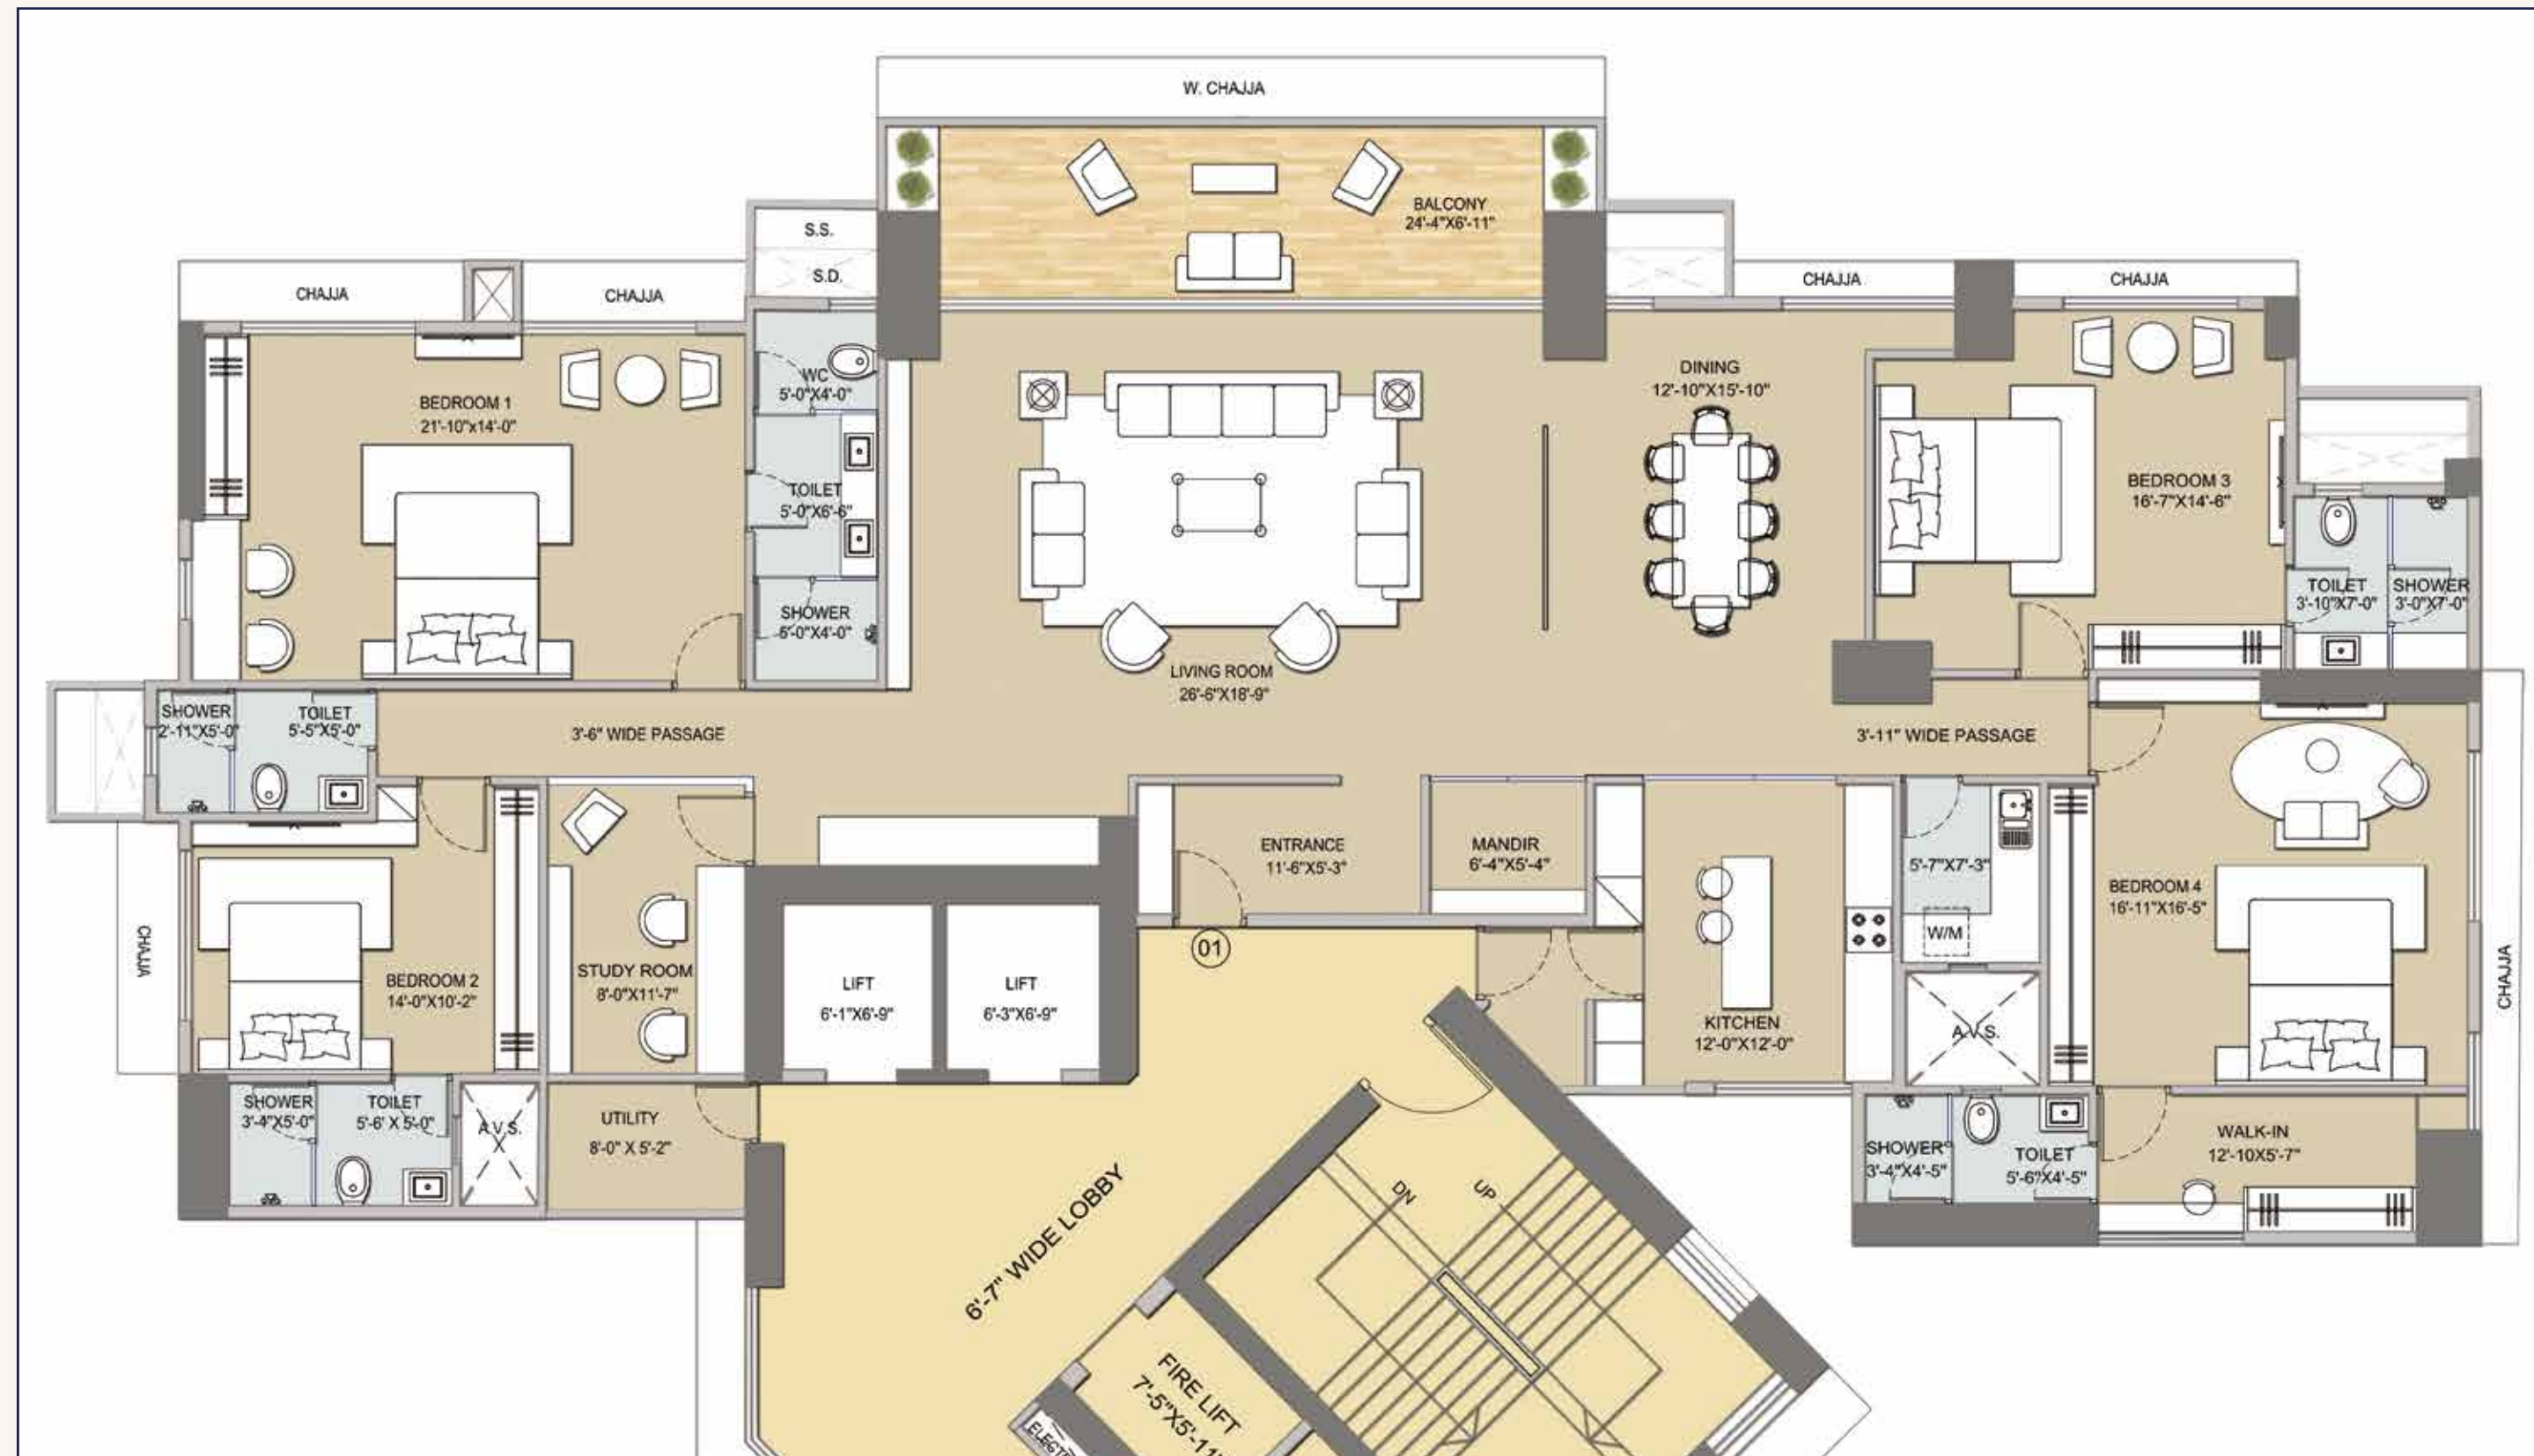 W. CHAJJA
BALCONY
24'-4"X6'-11"
S.S.
S.D.
CHAJJA
CHAJJA
CHAJJA
CHAJJA
BEDROOM 1
21'-10"x14'-0"
WC
5'-0"X4'-0"
TOILET
5'-0"X6'-6"
SHOWER
5'-0"X4'-0"
LIVING ROOM
26'-6"X18'-9"
DINING
12'-10"X15'-10"
BEDROOM 3
16'-7"X14'-6"
TOILET
3'-10"X7'-0"
SHOWER
3'-0"X7'-0"
SHOWER
2'-11"X5'-0"
TOILET
5'-5"X5'-0"
3'-6" WIDE PASSAGE
3'-11" WIDE PASSAGE
ENTRANCE
11'-6"X5'-3"
MANDIR
6'-4"X5'-4"
5'-7"X7'-3"
W/M
BEDROOM 4
16'-11"X16'-5"
CHAJJA
BEDROOM 2
14'-0"X10'-2"
STUDY ROOM
8'-0"X11'-7"
LIFT
6'-1"X6'-9"
LIFT
6'-3"X6'-9"
01
KITCHEN
12'-0"X12'-0"
A.V.S.
CHAJJA
SHOWER
3'-4"X5'-0"
TOILET
5'-6' X 5'-0"
A.V.S.
UTILITY
8'-0" X 5'-2"
SHOWER
3'-4"X4'-5"
TOILET
5'-6"X4'-5"
WALK-IN
12'-10X5'-7"
6'-7" WIDE LOBBY
DN
UP
FIRE LIFT
7'-5"X5'-11"